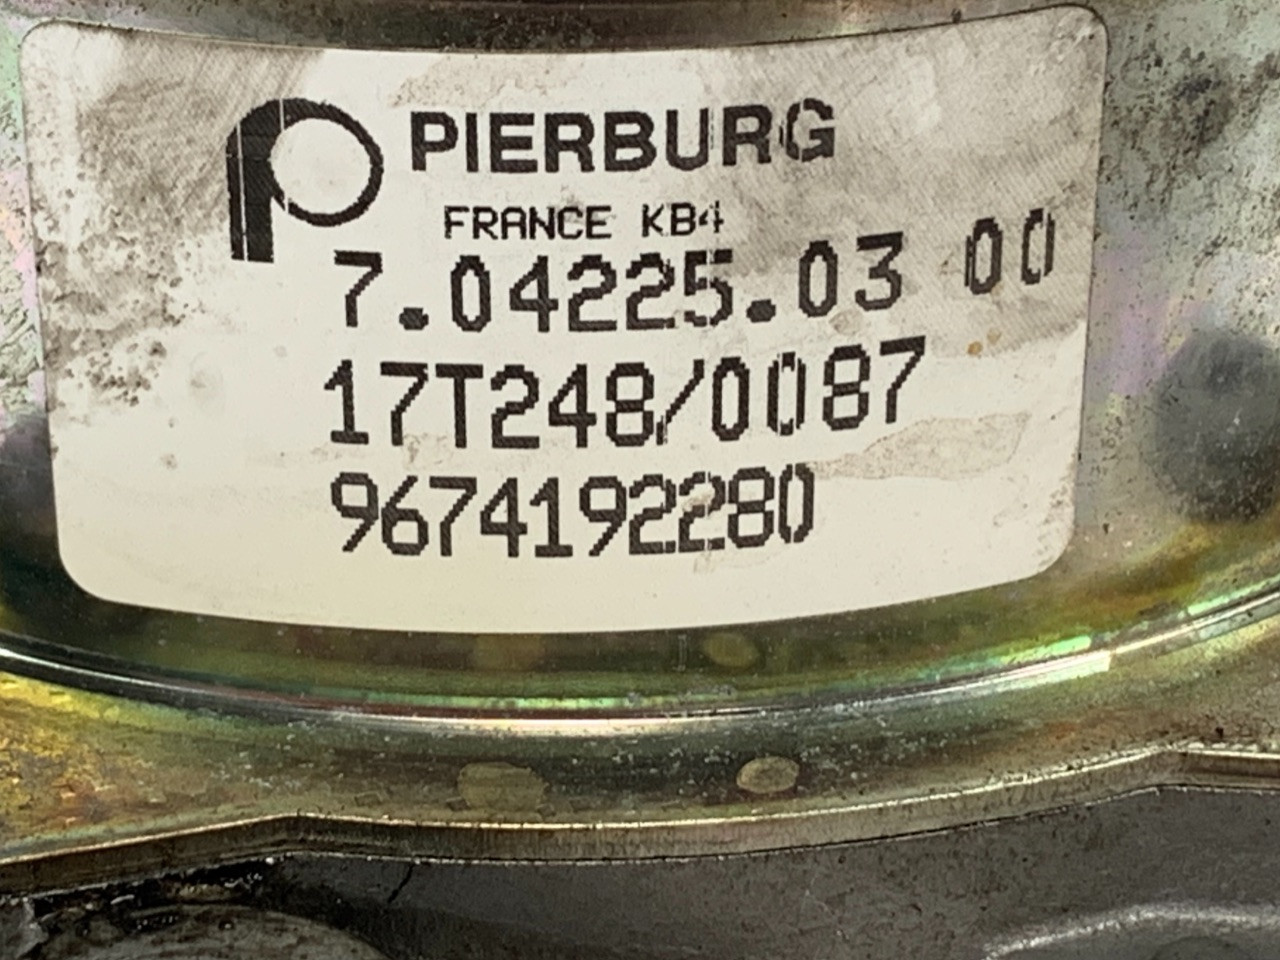 PIERBURG
FRANCE KB4
7.04225.03 00
17T248/0087
9674192280